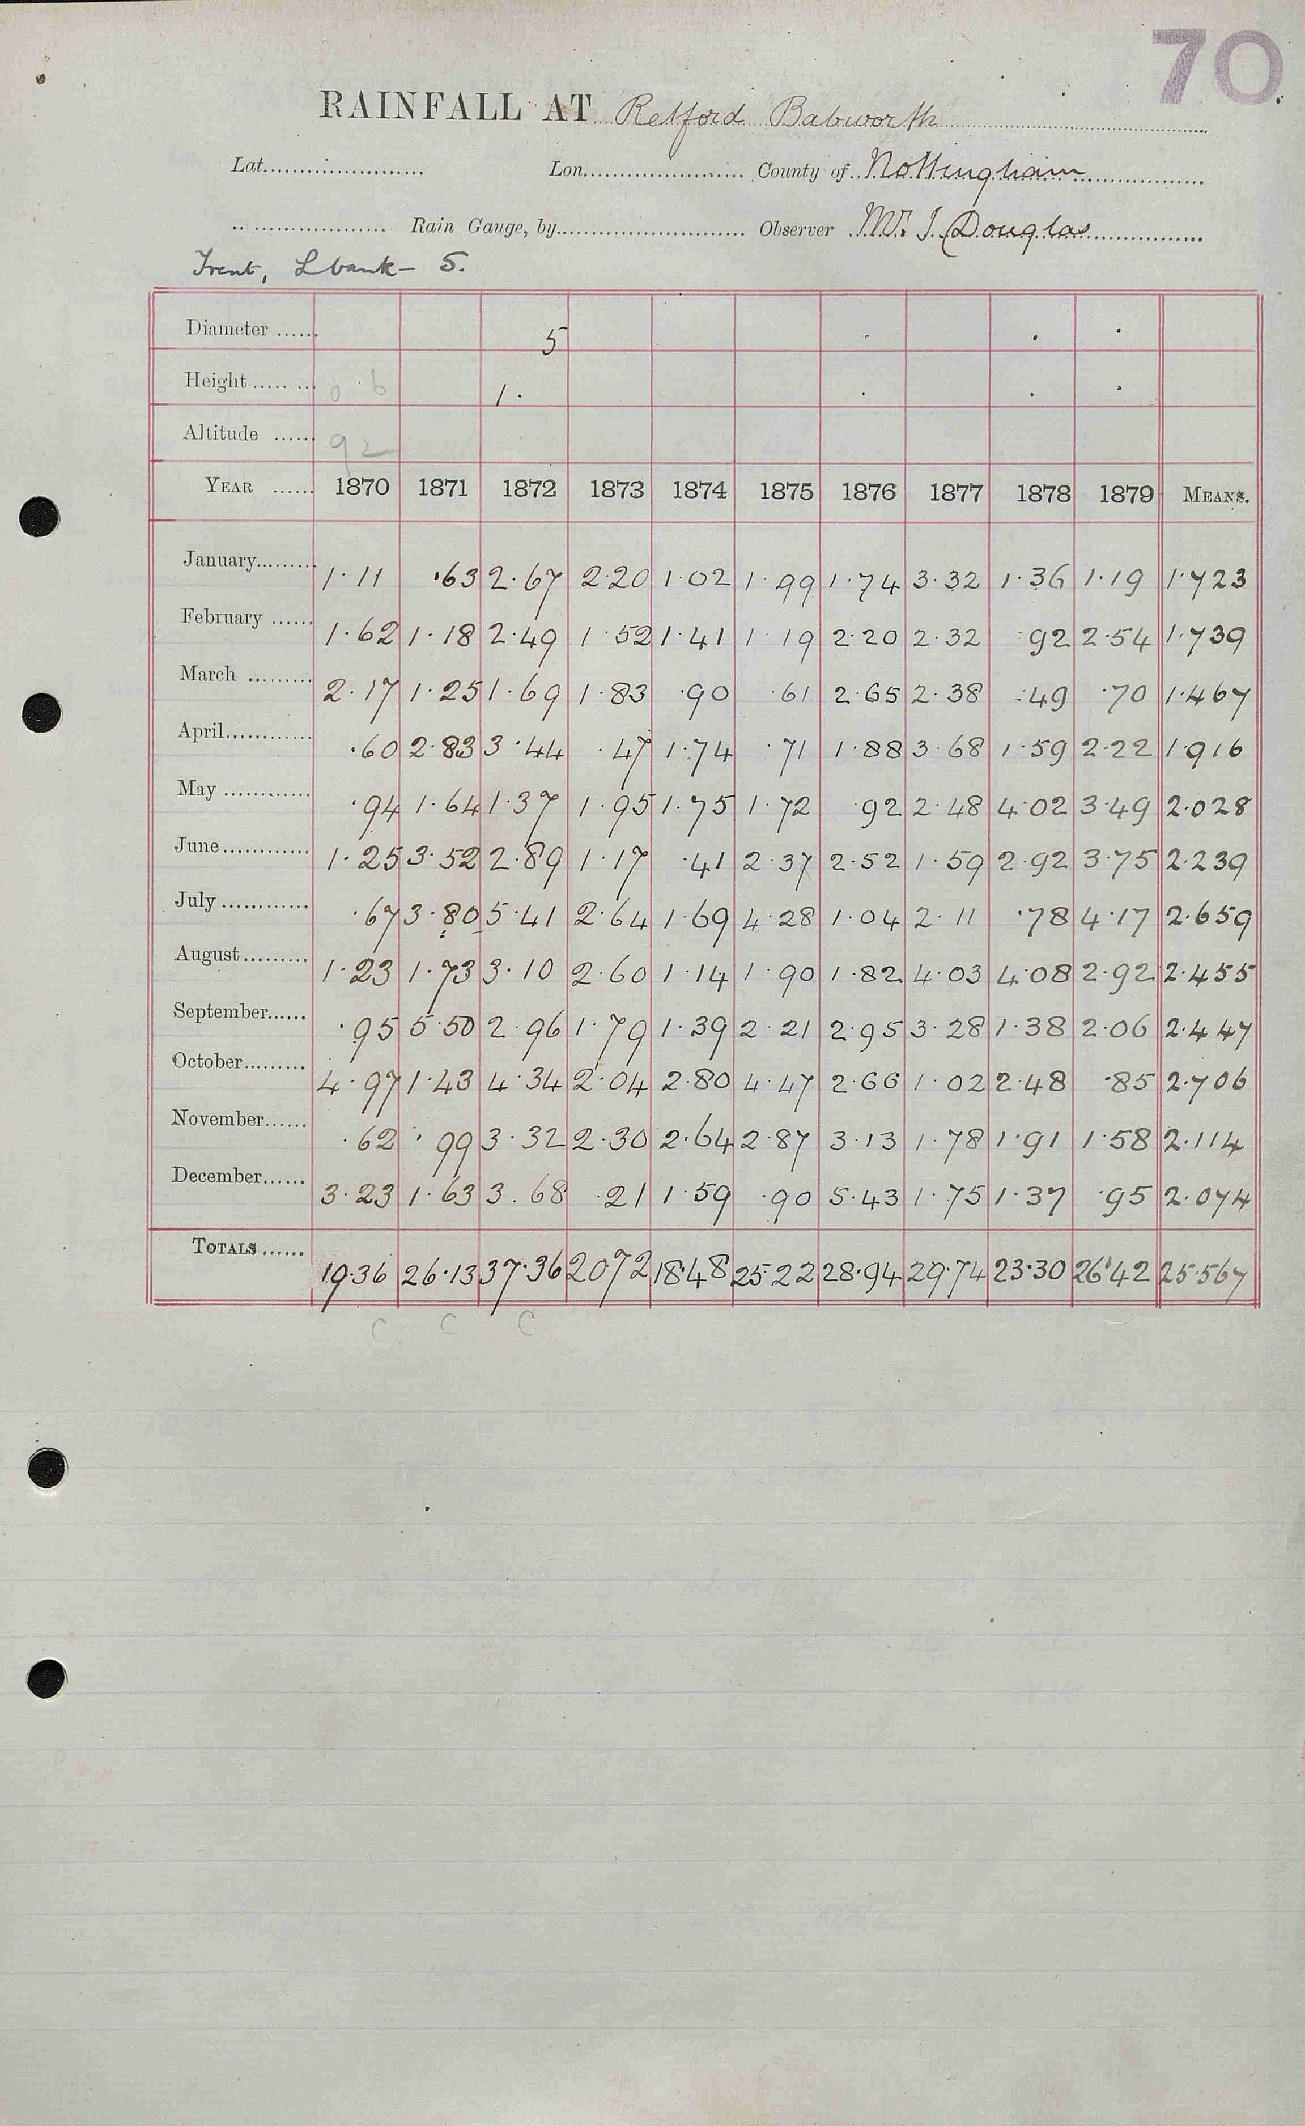 70
RAINFALL AT Retford Babworth
Lat. Lon. County of Nottingham
Rain Gauge, by Observer Mr. J. Douglas
Trent, L bank - 5.
Diameter 5
Height 0 . 6 1 .
Altitude 92
YEAR 1870 1871 1872 1873 1874 1875 1876 1877 1878 1879 MEANS.
January 1·11 ·63 2·67 2·20 1·02 1·99 1·74 3·32 1·36 1·19 1·723
February 1·62 1·18 2·49 1·52 1·41 1·19 2·20 2·32 ·92 2·54 1·739
March 2·17 1·25 1·69 1·83 ·90 ·61 2·65 2·38 ·49 ·70 1·467
April ·60 2·83 3·44 ·47 1·74 ·71 1·88 3·68 1·59 2·22 1·916
May ·94 1·64 1·37 1·95 1·75 1·72 ·92 2·48 4·02 3·49 2·028
June 1·25 3·52 2·89 1·17 ·41 2·37 2·52 1·59 2·92 3·75 2·239
July ·67 3·80 5·41 2·64 1·69 4·28 1·04 2·11 ·78 4·17 2·659
August 1·23 1·73 3·10 2·60 1·14 1·90 1·82 4·03 4·08 2·92 2·455
September ·95 5·50 2·96 1·79 1·39 2·21 2·95 3·28 1·38 2·06 2·447
October 4·97 1·43 4·34 2·04 2·80 4·47 2·66 1·02 2·48 ·85 2·706
November ·62 ·99 3·32 2·30 2·64 2·87 3·13 1·78 1·91 1·58 2·114
December 3·23 1·63 3·68 ·21 1·59 ·90 5·43 1·75 1·37 ·95 2·074
TOTALS 19·36 26·13 37·36 2072 18·48 25·22 28·94 29·74 23·30 26·42 25·567
C C C